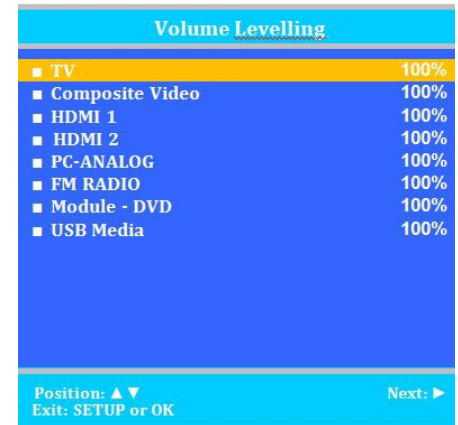 Volume Levelling
■ TV 100%
■ Composite Video 100%
■ HDMI 1 100%
■ HDMI 2 100%
■ PC-ANALOG 100%
■ FM RADIO 100%
■ Module - DVD 100%
■ USB Media 100%
Position: ▲▼ Next: ►
Exit: SETUP or OK